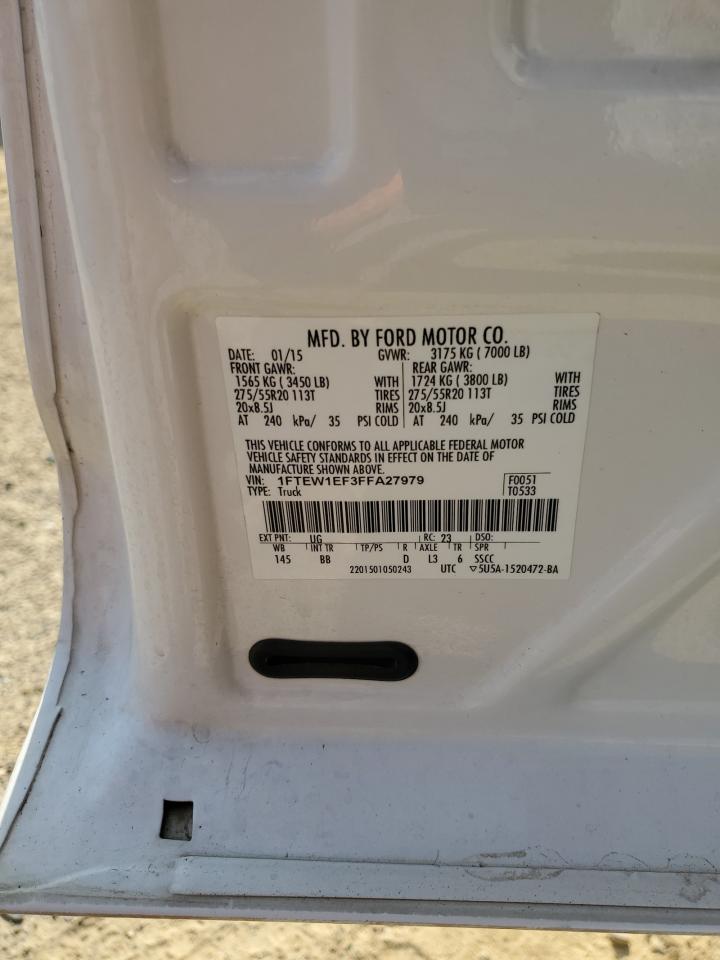 MFD. BY FORD MOTOR CO.
DATE: 01/15 GVWR: 3175 KG ( 7000 LB)
FRONT GAWR: REAR GAWR:
1565 KG ( 3450 LB) WITH 1724 KG ( 3800 LB) WITH
275/55R20 113T TIRES 275/55R20 113T TIRES
20x8.5J RIMS 20x8.5J RIMS
AT 240 kPa/ 35 PSI COLD AT 240 kPa/ 35 PSI COLD
THIS VEHICLE CONFORMS TO ALL APPLICABLE FEDERAL MOTOR
VEHICLE SAFETY STANDARDS IN EFFECT ON THE DATE OF
MANUFACTURE SHOWN ABOVE.
VIN: 1FTEW1EF3FFA27979 F0051
TYPE: Truck T0533
EXT PNT: UG RC: 23 DSO:
WB INT TR TP/PS R AXLE TR SPR
145 BB D L3 6 SSCC
2201501050243 UTC ▽5U5A-1520472-BA